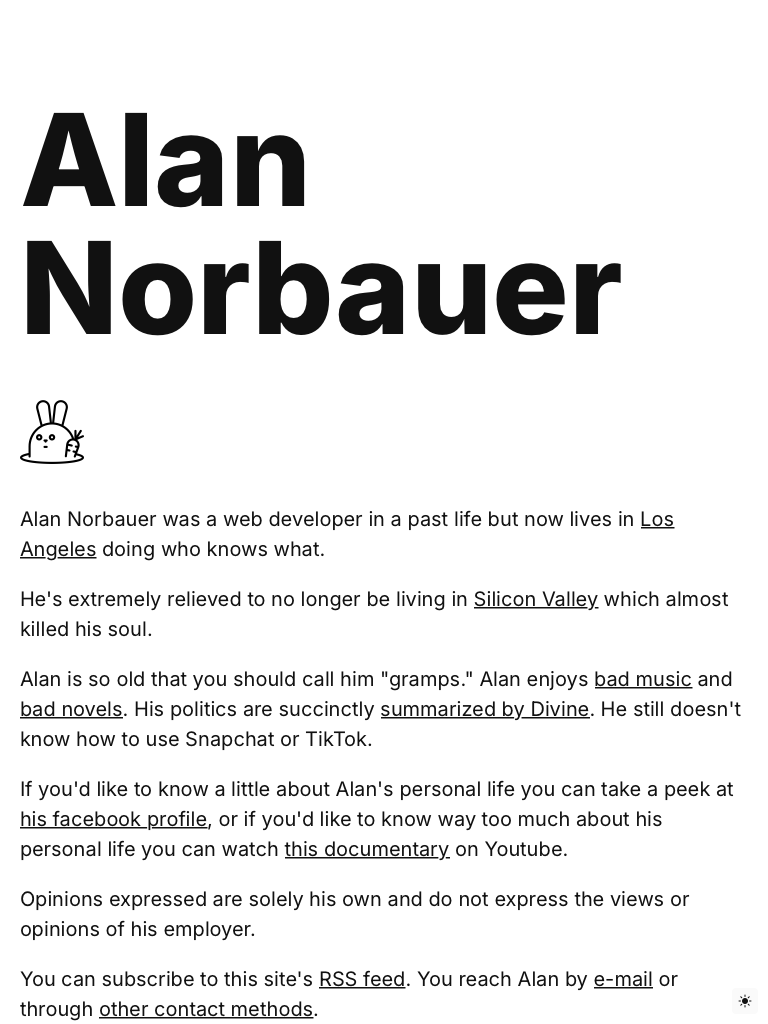 Alan
Norbauer
Alan Norbauer was a web developer in a past life but now lives in Los
Angeles doing who knows what.
He's extremely relieved to no longer be living in Silicon Valley which almost
killed his soul.
Alan is so old that you should call him "gramps." Alan enjoys bad music and
bad novels. His politics are succinctly summarized by Divine. He still doesn't
know how to use Snapchat or TikTok.
If you'd like to know a little about Alan's personal life you can take a peek at
his facebook profile, or if you'd like to know way too much about his
personal life you can watch this documentary on Youtube.
Opinions expressed are solely his own and do not express the views or
opinions of his employer.
You can subscribe to this site's RSS feed. You reach Alan by e-mail or
through other contact methods.